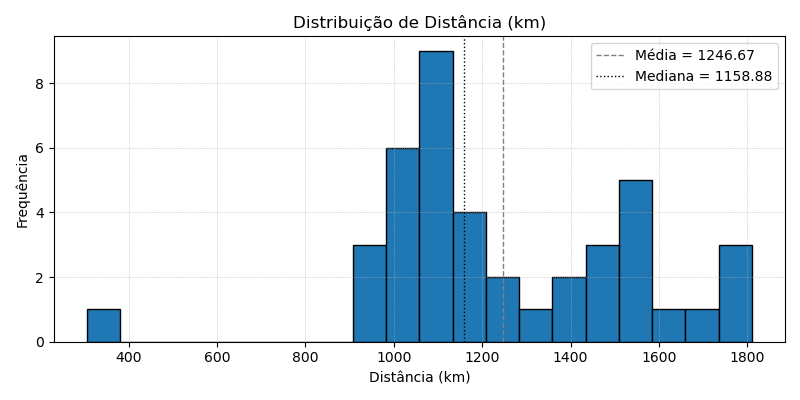 Distribuição de Distância (km)
Média = 1246.67
Mediana = 1158.88
Frequência
8
6
4
2
0
400 600 800 1000 1200 1400 1600 1800
Distância (km)